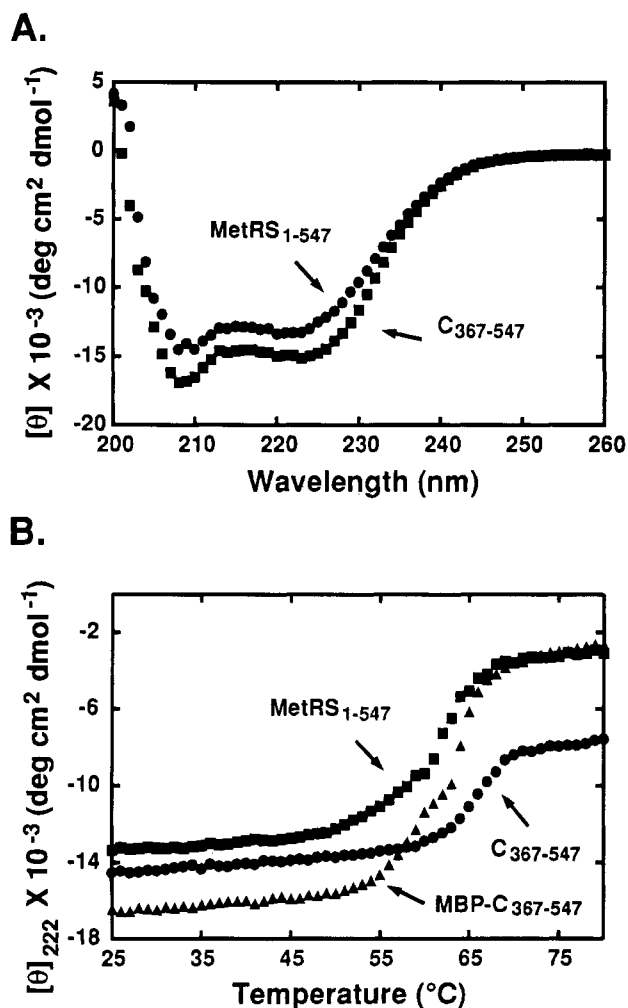 A.
[θ] X 10⁻³ (deg cm² dmol⁻¹)
5
0
-5
-10
-15
-20
MetRS₁₋₅₄₇
C₃₆₇₋₅₄₇
200 210 220 230 240 250 260
Wavelength (nm)
B.
[θ]₂₂₂ X 10⁻³ (deg cm² dmol⁻¹)
-2
-6
-10
-14
-18
MetRS₁₋₅₄₇
C₃₆₇₋₅₄₇
MBP-C₃₆₇₋₅₄₇
25 35 45 55 65 75
Temperature (°C)